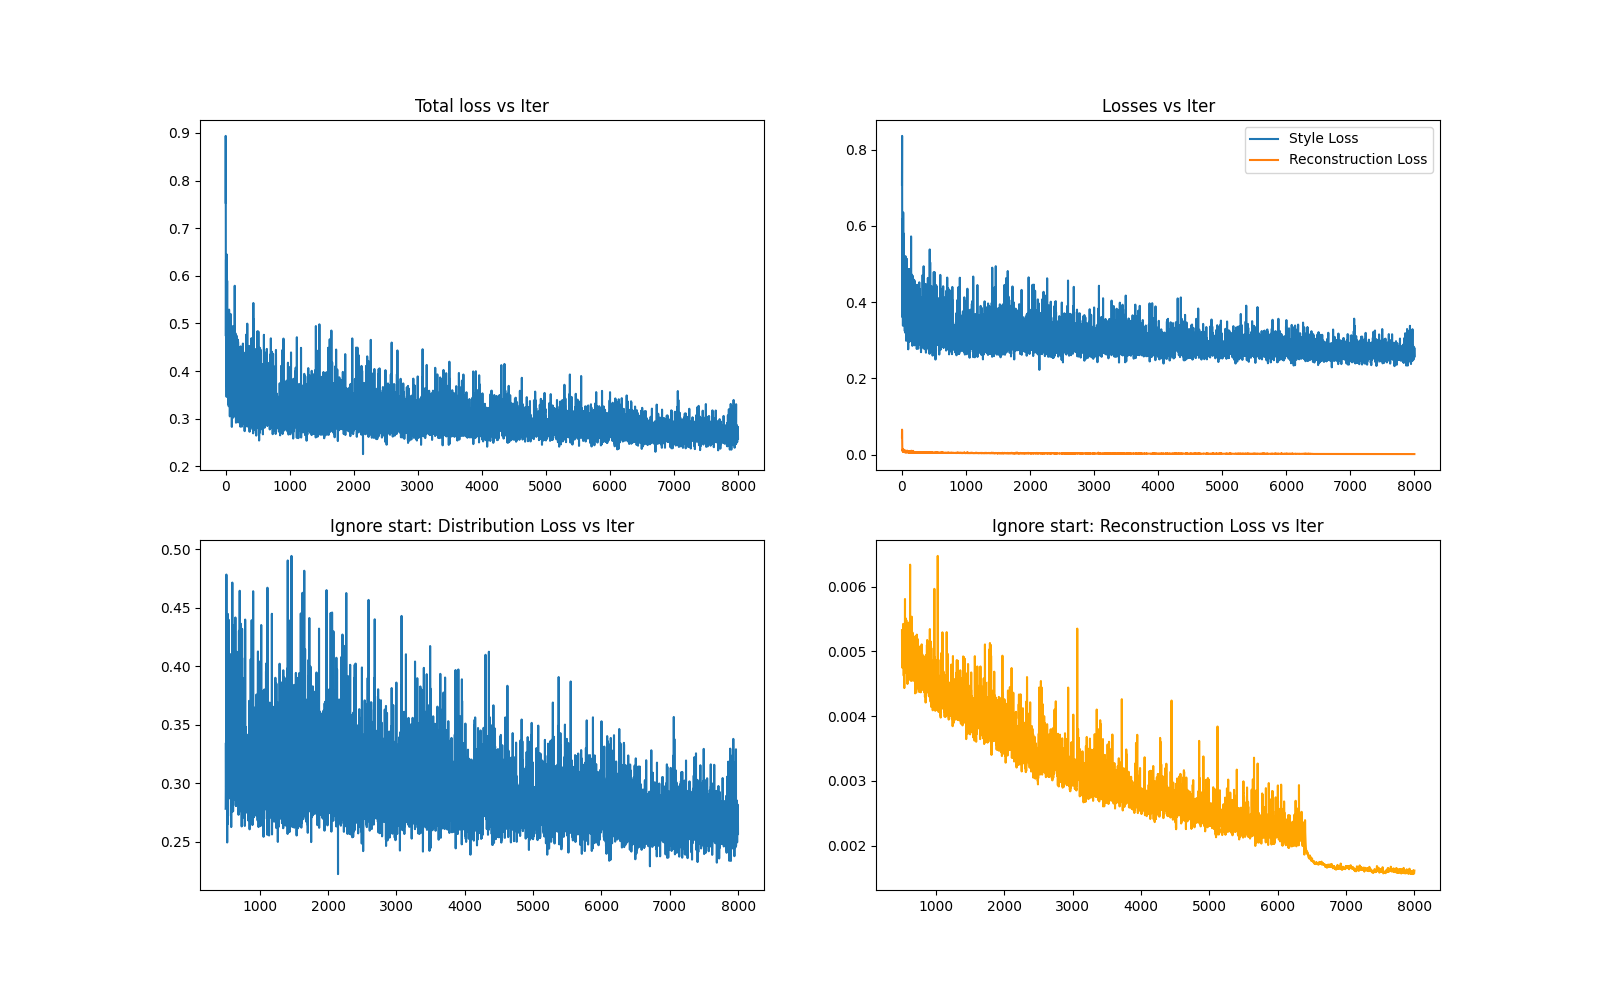 Total loss vs Iter
0.9
0.8
0.7
0.6
0.5
0.4
0.3
0.2
0 1000 2000 3000 4000 5000 6000 7000 8000
Losses vs Iter
Style Loss
Reconstruction Loss
0.8
0.6
0.4
0.2
0.0
0 1000 2000 3000 4000 5000 6000 7000 8000
Ignore start: Distribution Loss vs Iter
0.50
0.45
0.40
0.35
0.30
0.25
1000 2000 3000 4000 5000 6000 7000 8000
Ignore start: Reconstruction Loss vs Iter
0.006
0.005
0.004
0.003
0.002
1000 2000 3000 4000 5000 6000 7000 8000